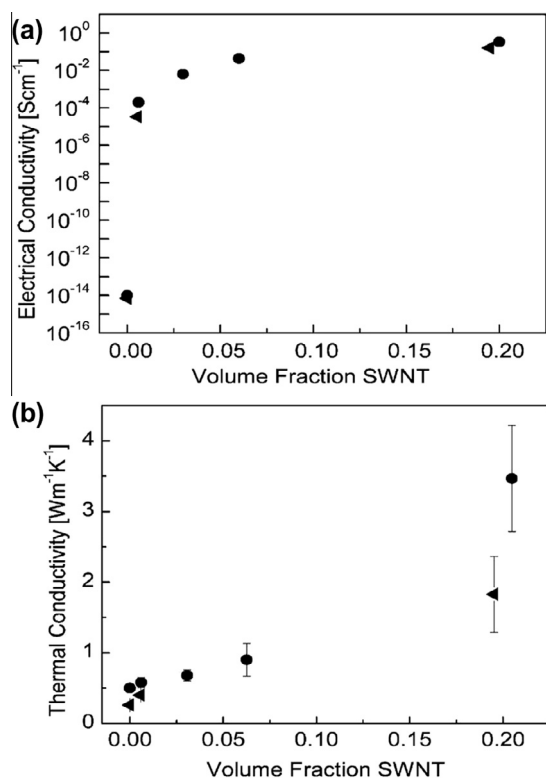 (a)
Electrical Conductivity [Scm⁻¹]
10⁰
10⁻²
10⁻⁴
10⁻⁶
10⁻⁸
10⁻¹⁰
10⁻¹²
10⁻¹⁴
10⁻¹⁶
0.00 0.05 0.10 0.15 0.20
Volume Fraction SWNT
(b)
Thermal Conductivity [Wm⁻¹K⁻¹]
4
3
2
1
0
0.00 0.05 0.10 0.15 0.20
Volume Fraction SWNT